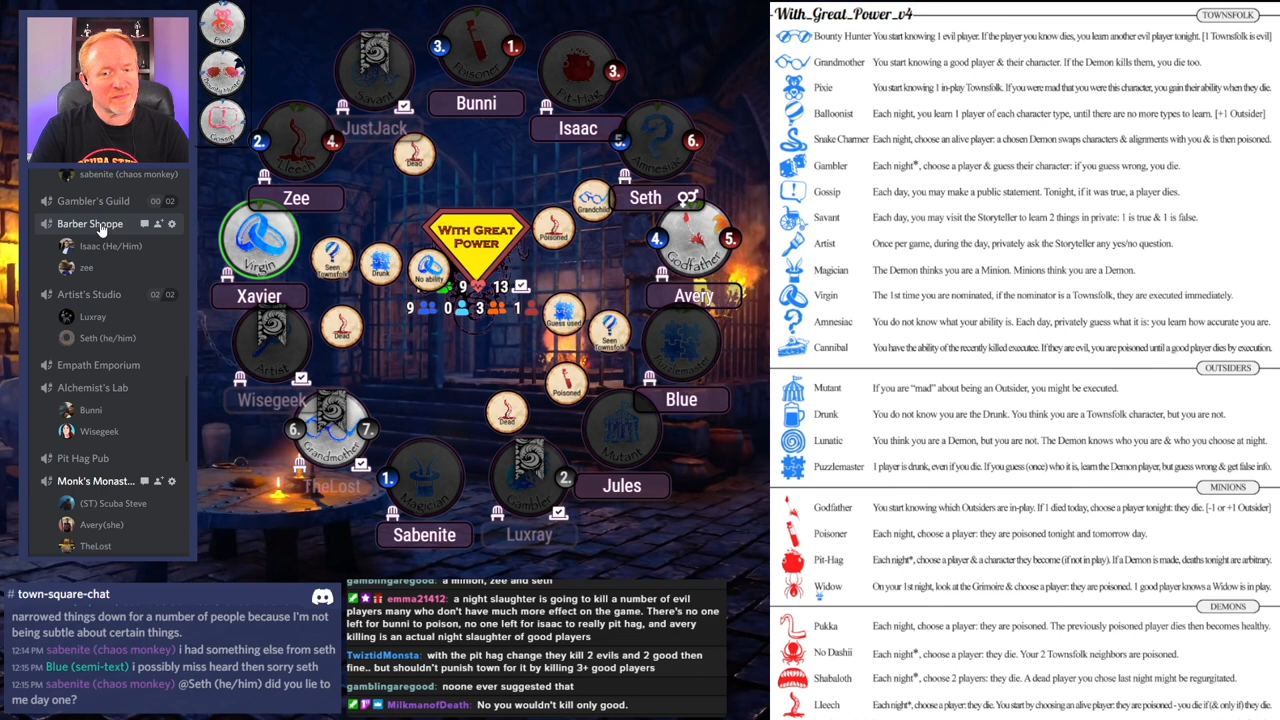 sabenite (chaos monkey)
Gambler's Guild 00 02
Barber Shoppe
Isaac (He/Him)
zee
Artist's Studio 02 02
Luxray
Seth (he/him)
Empath Emporium
Alchemist's Lab
Bunni
Wisegeek
Pit Hag Pub
Monk's Monast...
(ST) Scuba Steve
Avery(she)
TheLost
Pixie
Gossip
Savant
JustJack
3. Poisoner 1.
Bunni
Pit-Hag 3.
Isaac
5. Amnesiac 6.
Seth
2. 4.
Zee
Dead
Grandchild
Poisoned
4. Godfather 5.
Avery
Virgin
Xavier
Seen Townsfolk
Drunk
No ability
WITH GREAT POWER
9 13
9 0 3 1
Artist
Wisegeek
Dead
Guess used
Seen Townsfolk
Puzzlemaster
Blue
Poisoned
6. Grandmother 7.
TheLost
1. Magician
Sabenite
Dead
2.
Luxray
Mutant
Jules
# town-square-chat
narrowed things down for a number of people because I'm not
being subtle about certain things.
12:14 PM sabenite (chaos monkey) i had something else from seth
12:15 PM Blue (semi-text) i possibly miss heard then sorry seth
12:15 PM sabenite (chaos monkey) @Seth (he/him) did you lie to
me day one?
gamblingaregood: a minion, zee and seth
emma21412: a night slaughter is going to kill a number of evil
players many who don't have much more effect on the game. There's no one
left for bunni to poison, no one left for isaac to really pit hag, and avery
killing is an actual night slaughter of good players
TwiztidMonsta: with the pit hag change they kill 2 evils and 2 good then
fine.. but shouldn't punish town for it by killing 3+ good players
gamblingaregood: noone ever suggested that
MilkmanofDeath: No you wouldn't kill only good.
With_Great_Power_v4
TOWNSFOLK
Bounty Hunter You start knowing 1 evil player. If the player you know dies, you learn another evil player tonight. [1 Townsfolk is evil]
Grandmother You start knowing a good player & their character. If the Demon kills them, you die too.
Pixie You start knowing 1 in-play Townsfolk. If you were mad that you were this character, you gain their ability when they die.
Balloonist Each night, you learn 1 player of each character type, until there are no more types to learn. [+1 Outsider]
Snake Charmer Each night, choose an alive player: a chosen Demon swaps characters & alignments with you & is then poisoned.
Gambler Each night*, choose a player & guess their character: if you guess wrong, you die.
Gossip Each day, you may make a public statement. Tonight, if it was true, a player dies.
Savant Each day, you may visit the Storyteller to learn 2 things in private: 1 is true & 1 is false.
Artist Once per game, during the day, privately ask the Storyteller any yes/no question.
Magician The Demon thinks you are a Minion. Minions think you are a Demon.
Virgin The 1st time you are nominated, if the nominator is a Townsfolk, they are executed immediately.
Amnesiac You do not know what your ability is. Each day, privately guess what it is: you learn how accurate you are.
Cannibal You have the ability of the recently killed executee. If they are evil, you are poisoned until a good player dies by execution.
OUTSIDERS
Mutant If you are “mad” about being an Outsider, you might be executed.
Drunk You do not know you are the Drunk. You think you are a Townsfolk character, but you are not.
Lunatic You think you are a Demon, but you are not. The Demon knows who you are & who you choose at night.
Puzzlemaster 1 player is drunk, even if you die. If you guess (once) who it is, learn the Demon player, but guess wrong & get false info.
MINIONS
Godfather You start knowing which Outsiders are in-play. If 1 died today, choose a player tonight: they die. [-1 or +1 Outsider]
Poisoner Each night, choose a player: they are poisoned tonight and tomorrow day.
Pit-Hag Each night*, choose a player & a character they become (if not in play). If a Demon is made, deaths tonight are arbitrary.
Widow On your 1st night, look at the Grimoire & choose a player: they are poisoned. 1 good player knows a Widow is in play.
DEMONS
Pukka Each night, choose a player: they are poisoned. The previously poisoned player dies then becomes healthy.
No Dashii Each night*, choose a player: they die. Your 2 Townsfolk neighbors are poisoned.
Shabaloth Each night*, choose 2 players: they die. A dead player you chose last night might be regurgitated.
Lleech Each night*, choose a player: they die. You start by choosing an alive player: they are poisoned - you die if (& only if) they die.